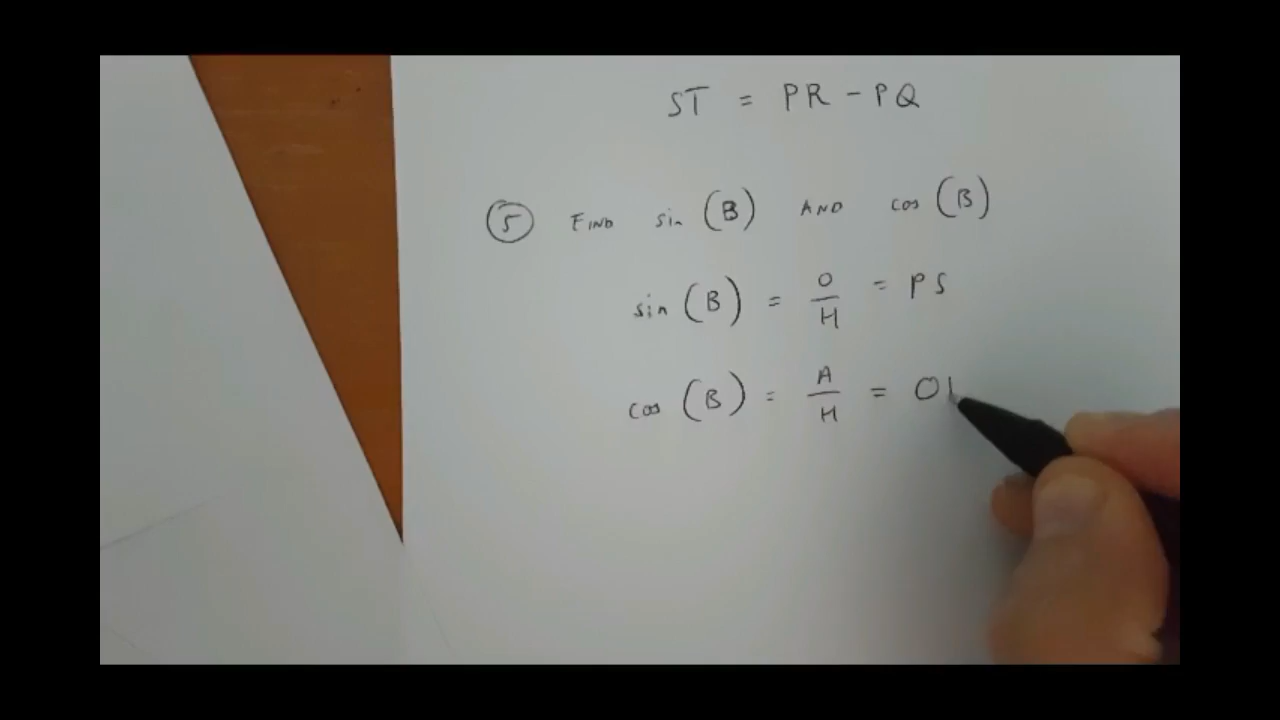 ST = PR - PQ
5 FIND sin (B) AND cos (B)
sin (B) = O/H = PS
cos (B) = A/H = O